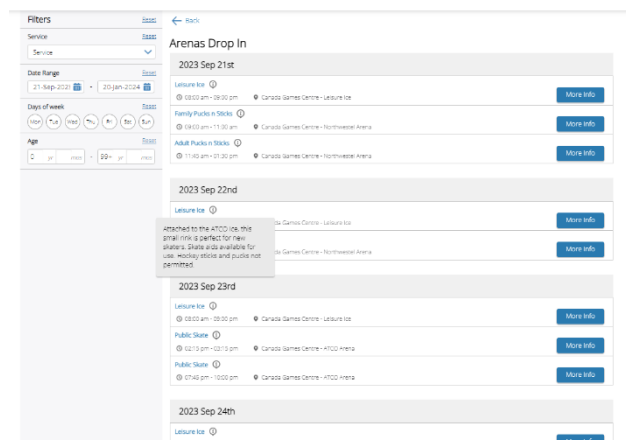 Filters Reset
Service Reset
Service
Date Range Reset
21-Sep-2021 - 20-Jan-2024
Days of week Reset
Mon Tue Wed Thu Fri Sat Sun
Age Reset
0 yr mos - 99+ yr mos
Back
Arenas Drop In
2023 Sep 21st
Leisure Ice
08:00 am - 09:30 pm Canada Games Centre - Leisure Ice More Info
Family Pucks n Sticks
09:00 am - 11:30 am Canada Games Centre - Northwestel Arena More Info
Adult Pucks n Sticks
11:45 am - 01:30 pm Canada Games Centre - Northwestel Arena More Info
2023 Sep 22nd
Leisure Ice
Canada Games Centre - Leisure Ice More Info
Canada Games Centre - Northwestel Arena More Info
Attached to the ATCO Ice, this
small rink is perfect for new
skaters. Skate aids available for
use. Hockey sticks and pucks not
permitted.
2023 Sep 23rd
Leisure Ice
08:00 am - 09:30 pm Canada Games Centre - Leisure Ice More Info
Public Skate
02:15 pm - 03:15 pm Canada Games Centre - ATCO Arena More Info
Public Skate
07:45 pm - 10:00 pm Canada Games Centre - ATCO Arena More Info
2023 Sep 24th
Leisure Ice